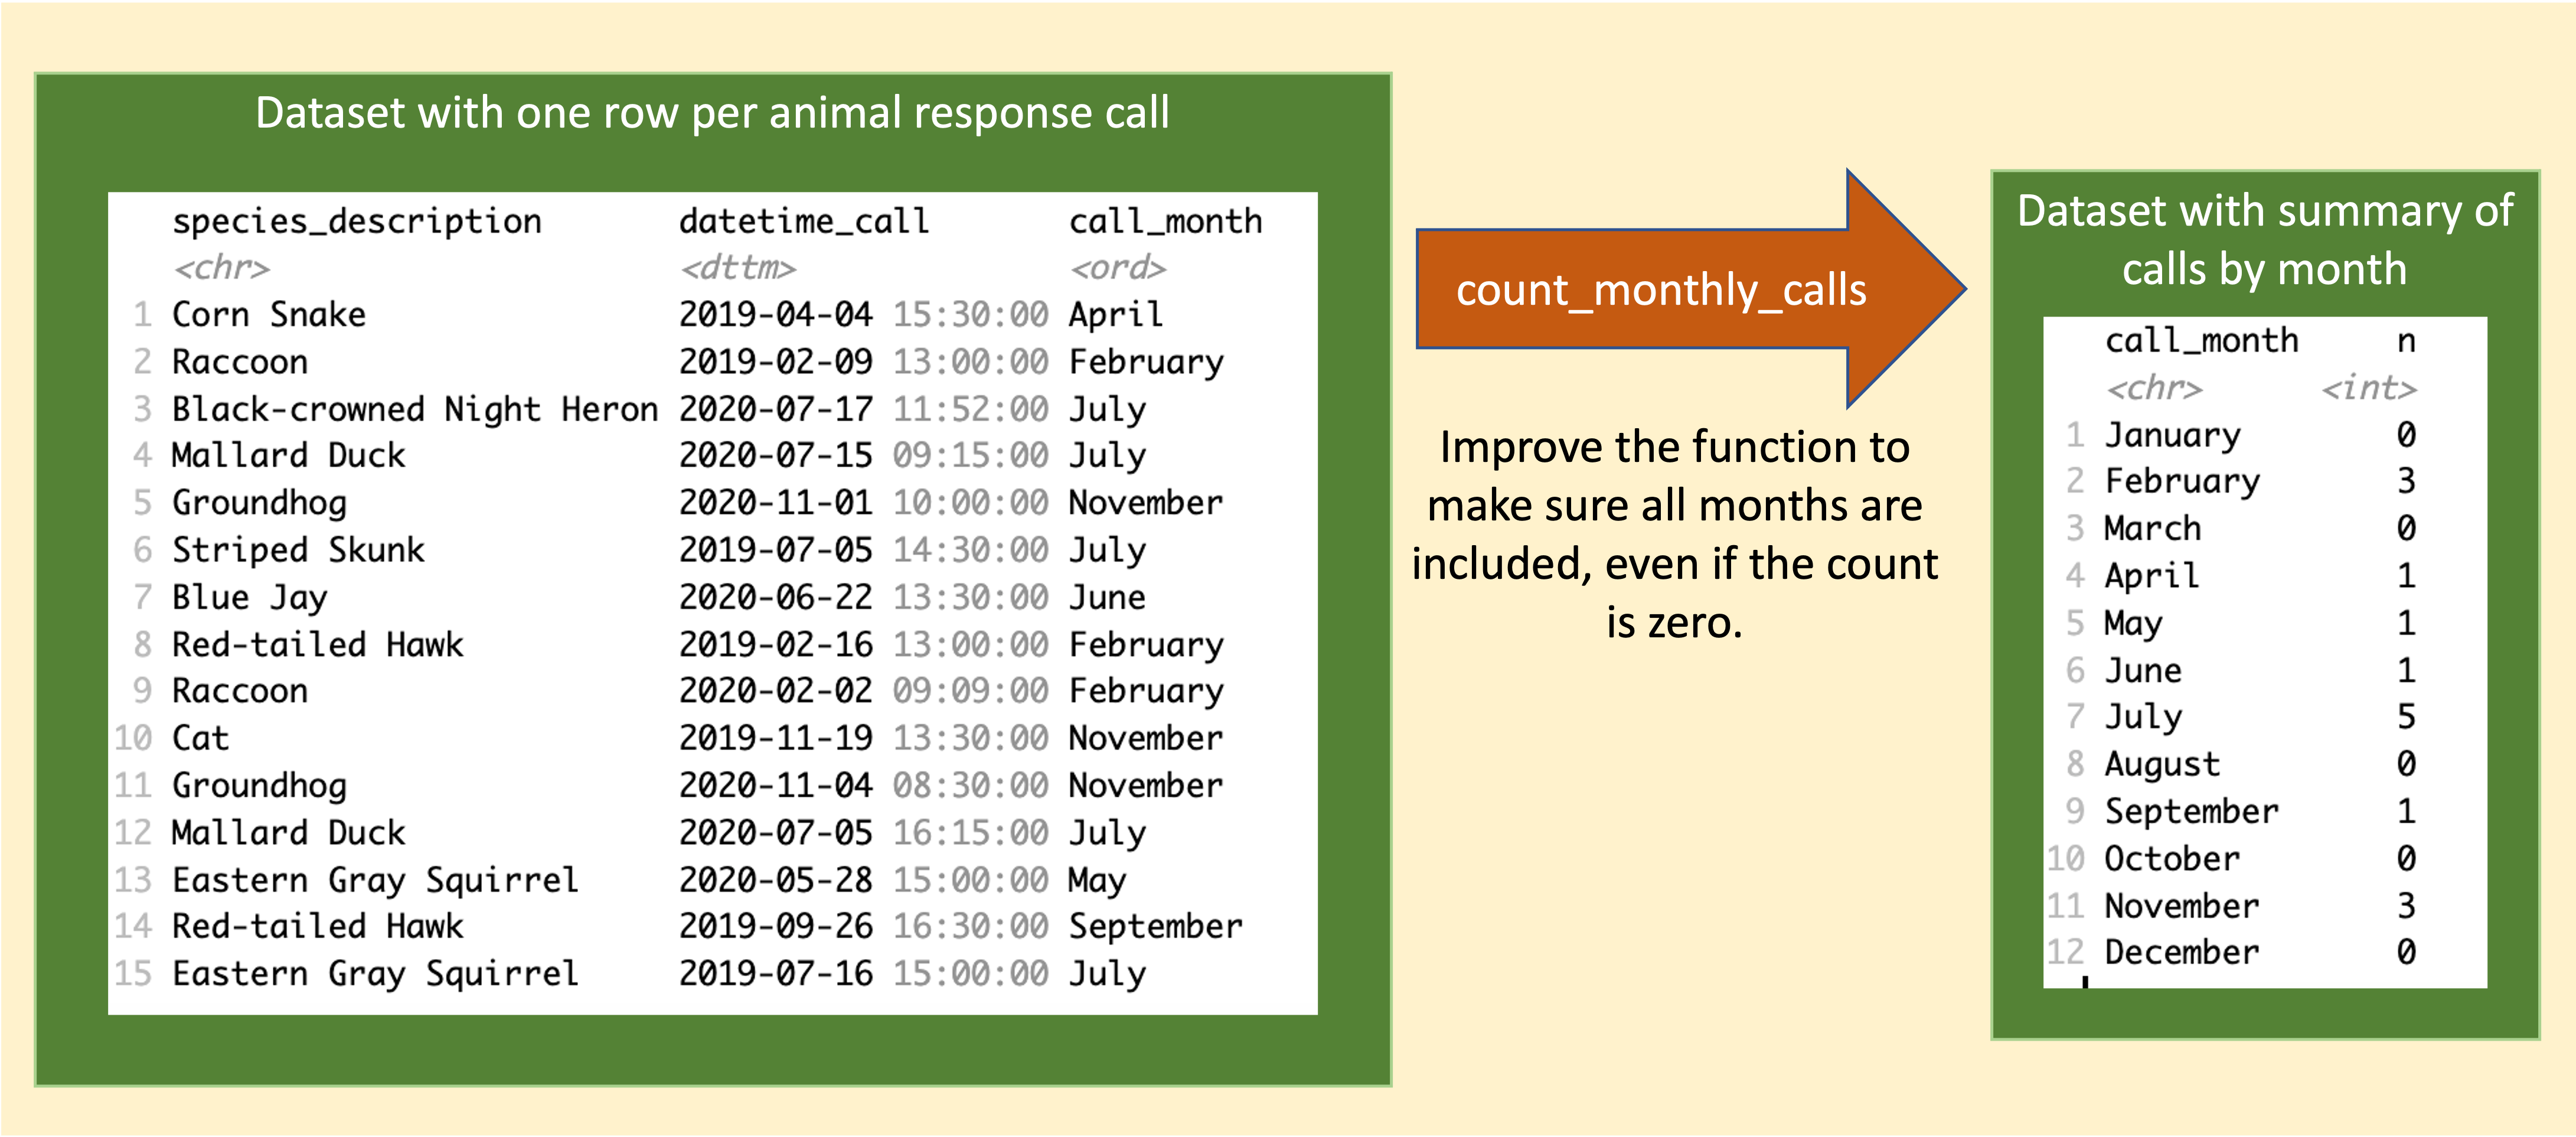 Dataset with one row per animal response call
species_description datetime_call call_month
<chr> <dttm> <ord>
1 Corn Snake 2019-04-04 15:30:00 April
2 Raccoon 2019-02-09 13:00:00 February
3 Black-crowned Night Heron 2020-07-17 11:52:00 July
4 Mallard Duck 2020-07-15 09:15:00 July
5 Groundhog 2020-11-01 10:00:00 November
6 Striped Skunk 2019-07-05 14:30:00 July
7 Blue Jay 2020-06-22 13:30:00 June
8 Red-tailed Hawk 2019-02-16 13:00:00 February
9 Raccoon 2020-02-02 09:09:00 February
10 Cat 2019-11-19 13:30:00 November
11 Groundhog 2020-11-04 08:30:00 November
12 Mallard Duck 2020-07-05 16:15:00 July
13 Eastern Gray Squirrel 2020-05-28 15:00:00 May
14 Red-tailed Hawk 2019-09-26 16:30:00 September
15 Eastern Gray Squirrel 2019-07-16 15:00:00 July
count_monthly_calls
Improve the function to
make sure all months are
included, even if the count
is zero.
Dataset with summary of
calls by month
call_month n
<chr> <int>
1 January 0
2 February 3
3 March 0
4 April 1
5 May 1
6 June 1
7 July 5
8 August 0
9 September 1
10 October 0
11 November 3
12 December 0